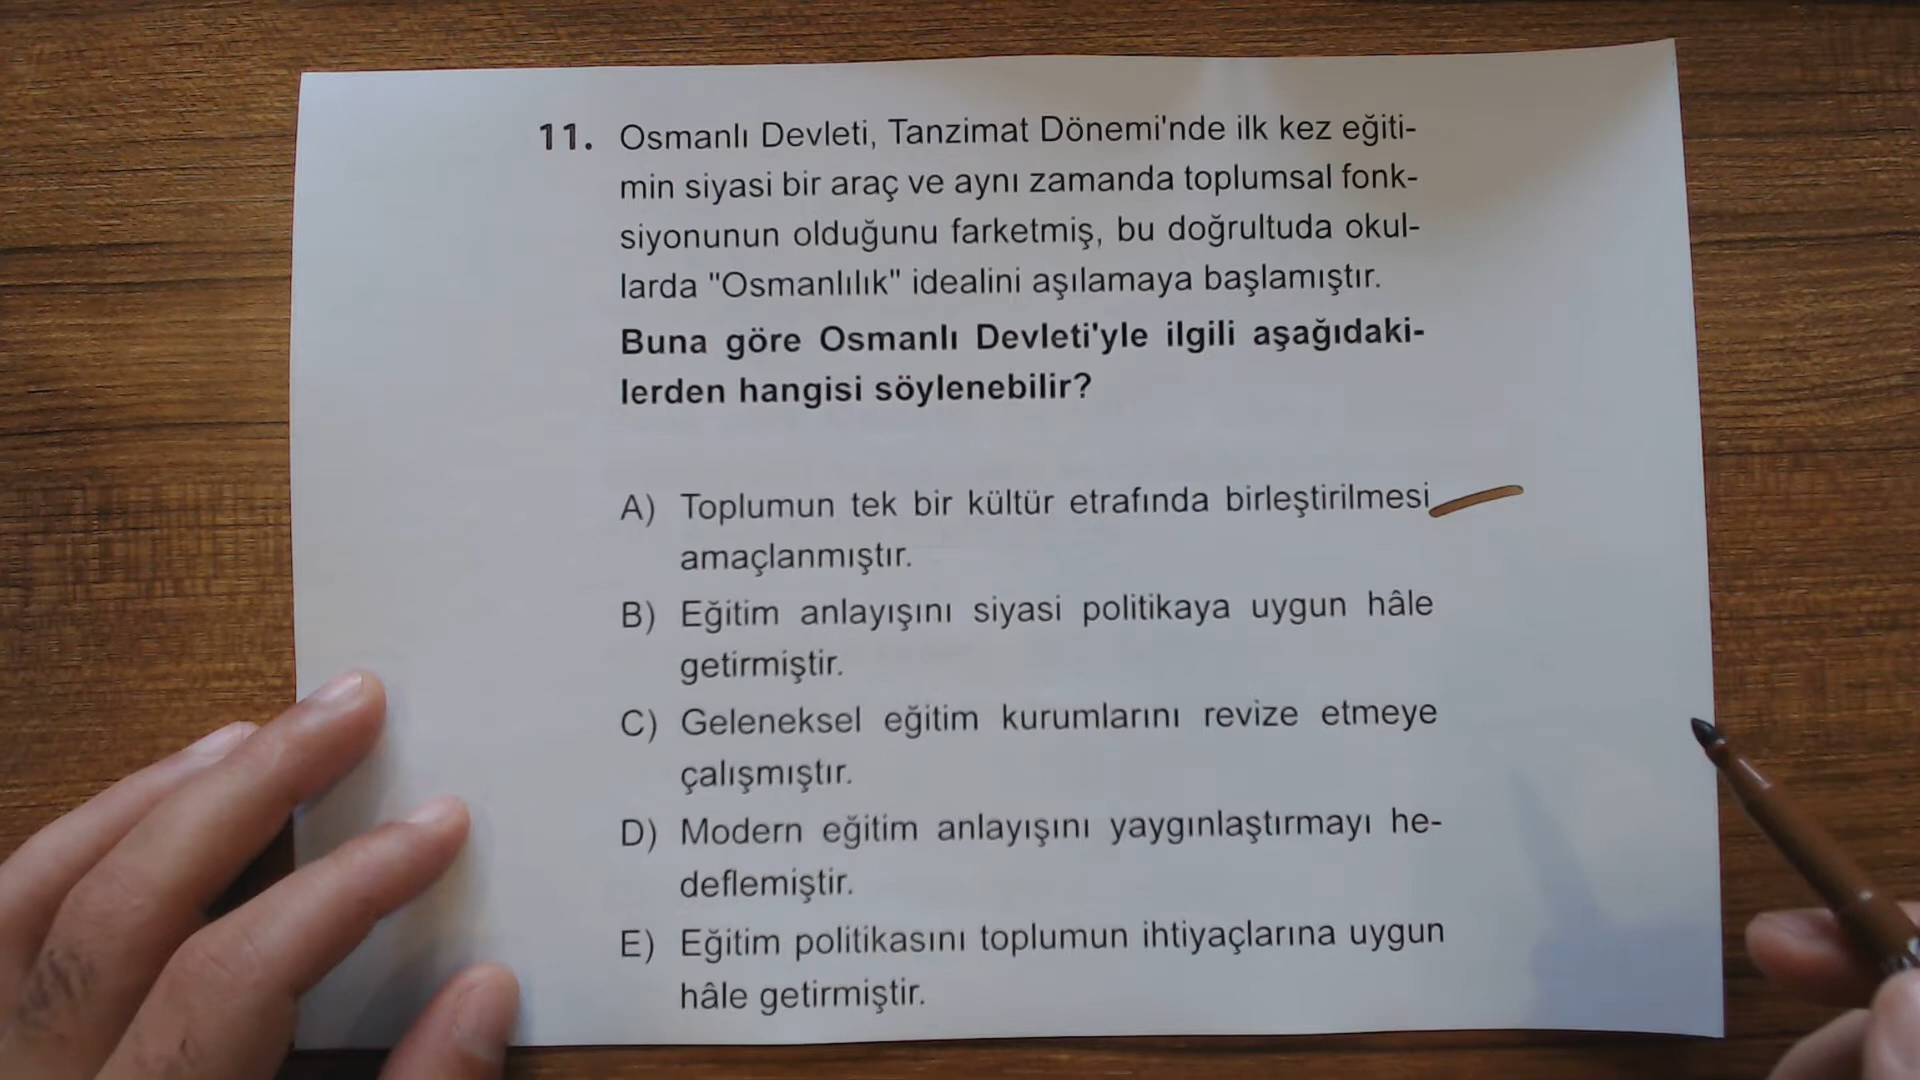 11. Osmanlı Devleti, Tanzimat Dönemi'nde ilk kez eğiti-
min siyasi bir araç ve aynı zamanda toplumsal fonk-
siyonunun olduğunu farketmiş, bu doğrultuda okul-
larda "Osmanlılık" idealini aşılamaya başlamıştır.
Buna göre Osmanlı Devleti'yle ilgili aşağıdaki-
lerden hangisi söylenebilir?
A) Toplumun tek bir kültür etrafında birleştirilmesi
amaçlanmıştır.
B) Eğitim anlayışını siyasi politikaya uygun hâle
getirmiştir.
C) Geleneksel eğitim kurumlarını revize etmeye
çalışmıştır.
D) Modern eğitim anlayışını yaygınlaştırmayı he-
deflemiştir.
E) Eğitim politikasını toplumun ihtiyaçlarına uygun
hâle getirmiştir.